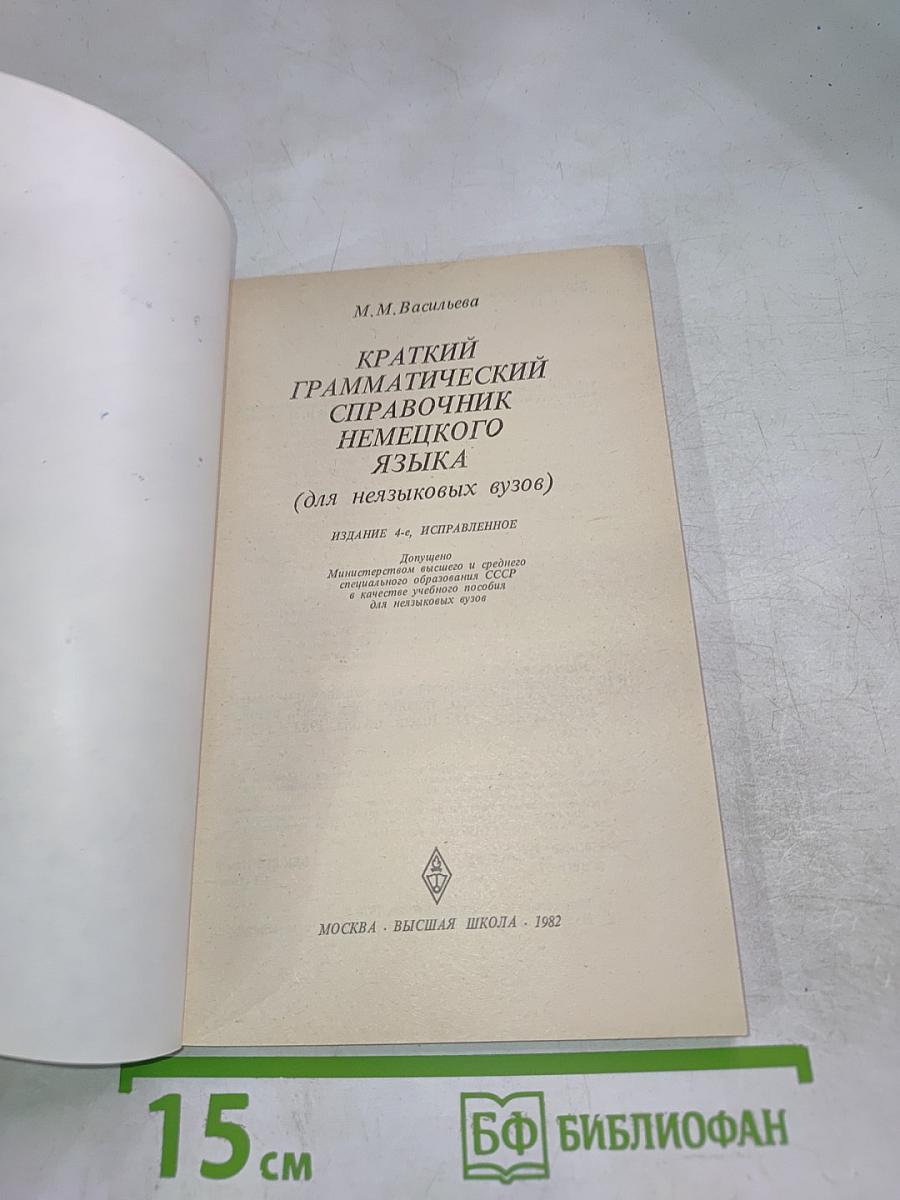 М.М.Васильева
КРАТКИЙ
ГРАММАТИЧЕСКИЙ
СПРАВОЧНИК
НЕМЕЦКОГО
ЯЗЫКА
(для неязыковых вузов)
ИЗДАНИЕ 4-е, ИСПРАВЛЕННОЕ
Допущено
Министерством высшего и среднего
специального образования СССР
в качестве учебного пособия
для неязыковых вузов
МОСКВА · ВЫСШАЯ ШКОЛА · 1982
15 см
БФ БИБЛИОФАН